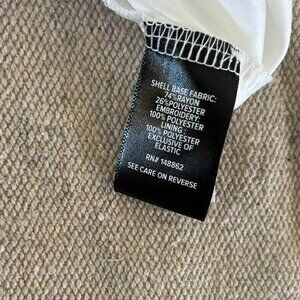 SHELL BASE FABRIC:
74% RAYON
26% POLYESTER
EMBROIDERY:
100% POLYESTER
LINING :
100% POLYESTER
EXCLUSIVE OF
ELASTIC
RN# 148862
SEE CARE ON REVERSE